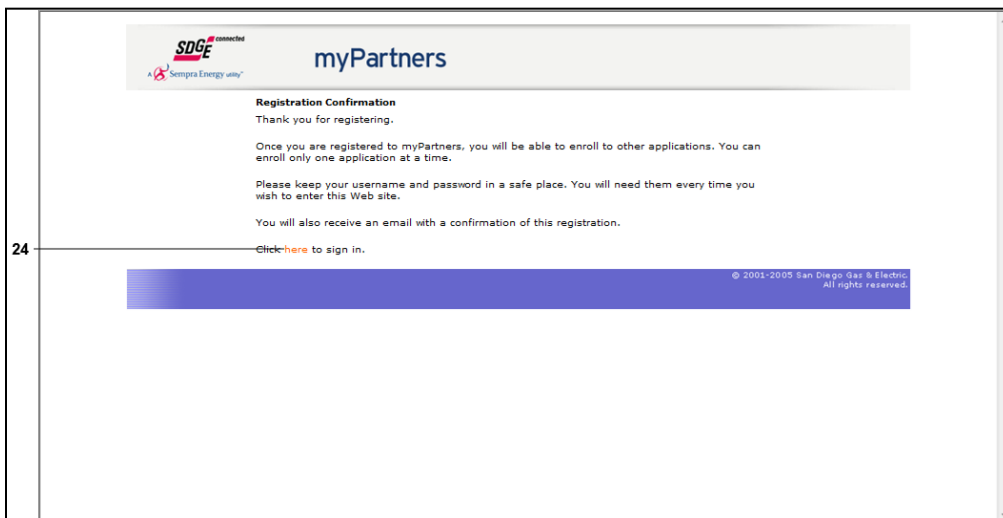 SDGE connected
A Sempra Energy utility™
myPartners
Registration Confirmation
Thank you for registering.
Once you are registered to myPartners, you will be able to enroll to other applications. You can
enroll only one application at a time.
Please keep your username and password in a safe place. You will need them every time you
wish to enter this Web site.
You will also receive an email with a confirmation of this registration.
24
Click here to sign in.
© 2001-2005 San Diego Gas & Electric.
All rights reserved.